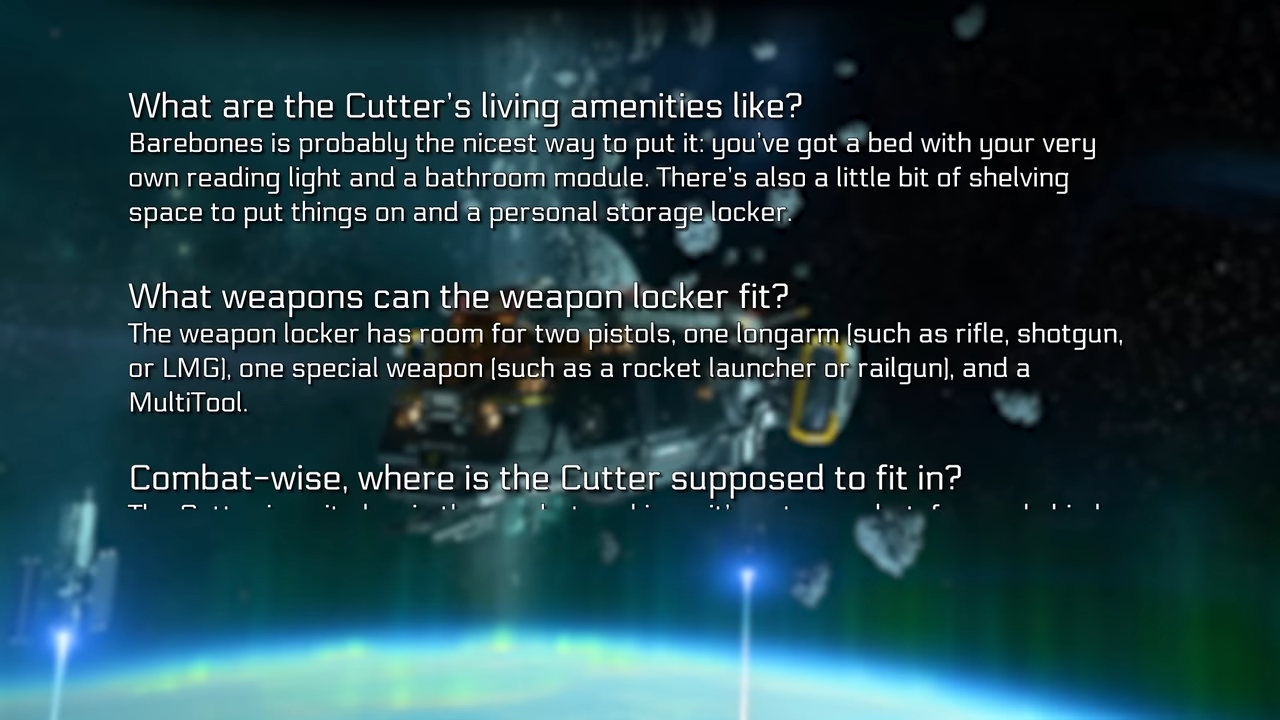 What are the Cutter's living amenities like?
Barebones is probably the nicest way to put it: you've got a bed with your very
own reading light and a bathroom module. There's also a little bit of shelving
space to put things on and a personal storage locker.
What weapons can the weapon locker fit?
The weapon locker has room for two pistols, one longarm (such as rifle, shotgun,
or LMG), one special weapon (such as a rocket launcher or railgun), and a
MultiTool.
Combat-wise, where is the Cutter supposed to fit in?